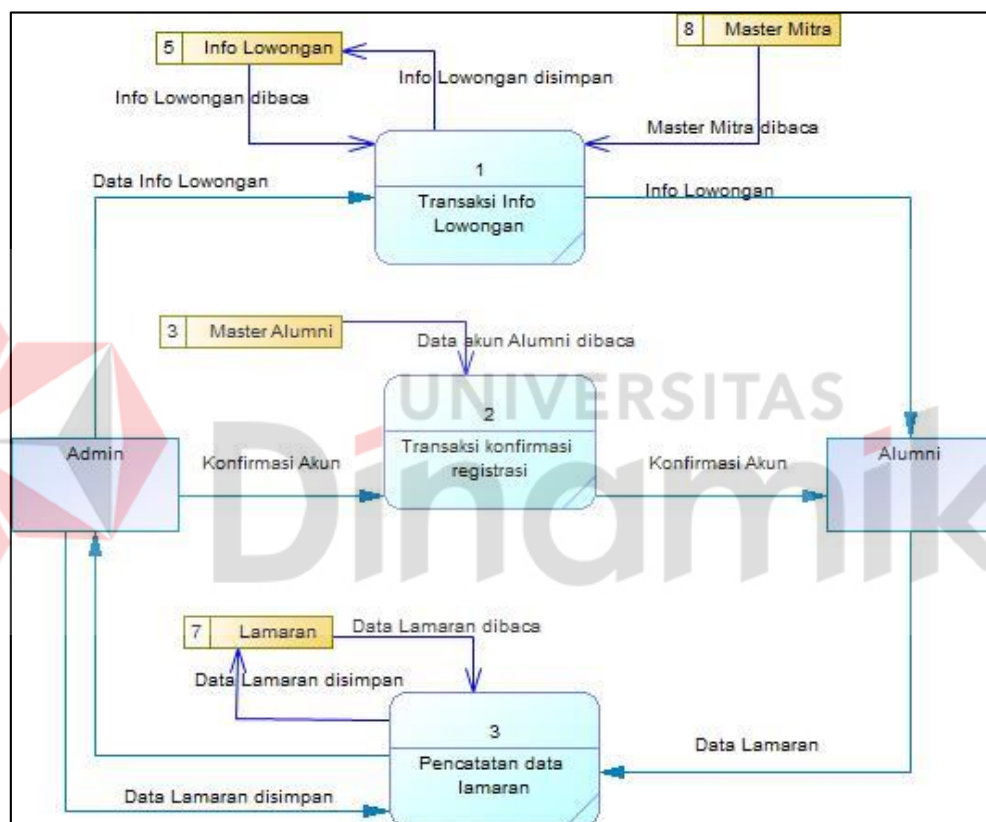 5 Info Lowongan
8 Master Mitra
Info Lowongan disimpan
Info Lowongan dibaca
Master Mitra dibaca
1
Data Info Lowongan
Transaksi Info
Lowongan
Info Lowongan
3 Master Alumni
Data akun Alumni dibaca
UNIVERSITAS
Dinamik
2
Transaksi konfirmasi
registrasi
Admin
Konfirmasi Akun
Konfirmasi Akun
Alumni
7 Lamaran
Data Lamaran dibaca
Data Lamaran disimpan
3
Pencatatan data
lamaran
Data Lamaran
Data Lamaran disimpan